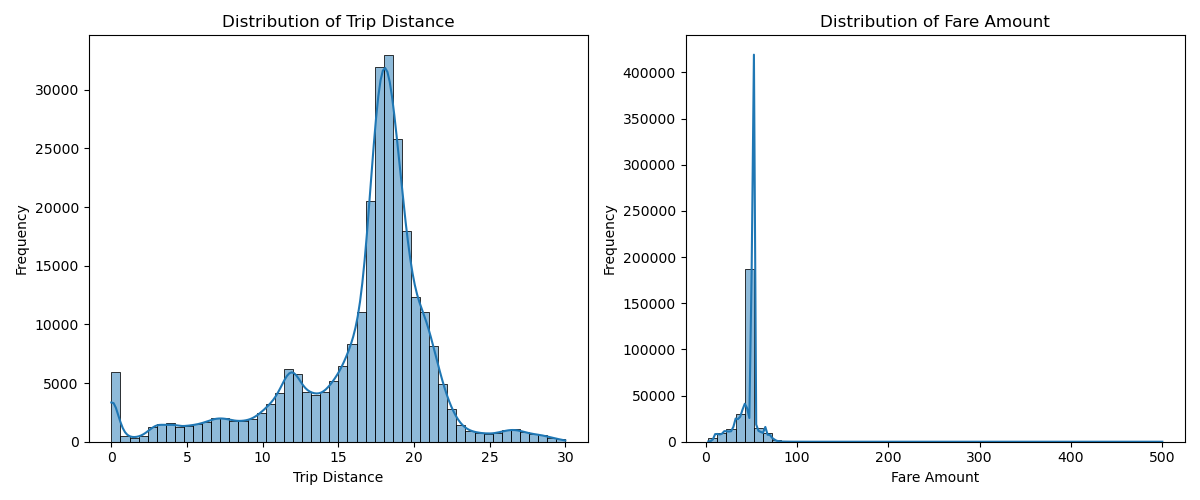 Distribution of Trip Distance
Frequency
30000
25000
20000
15000
10000
5000
0
0 5 10 15 20 25 30
Trip Distance
Distribution of Fare Amount
Frequency
400000
350000
300000
250000
200000
150000
100000
50000
0
0 100 200 300 400 500
Fare Amount